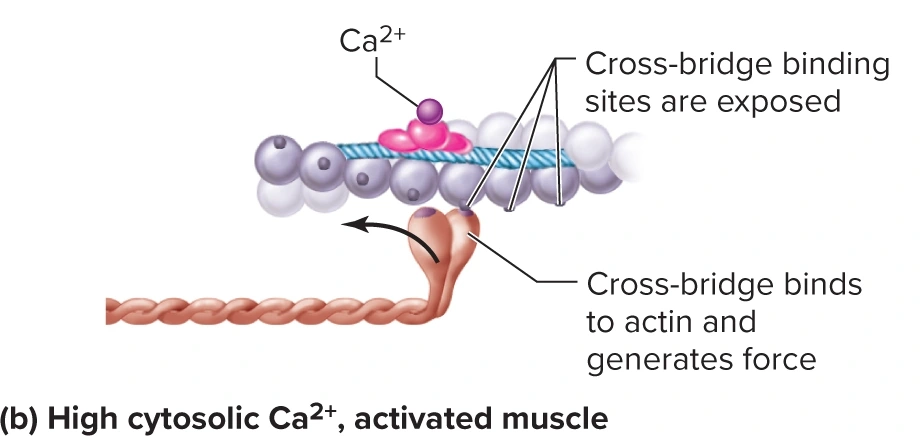 Ca2+
Cross-bridge binding
sites are exposed
Cross-bridge binds
to actin and
generates force
(b) High cytosolic Ca2+, activated muscle